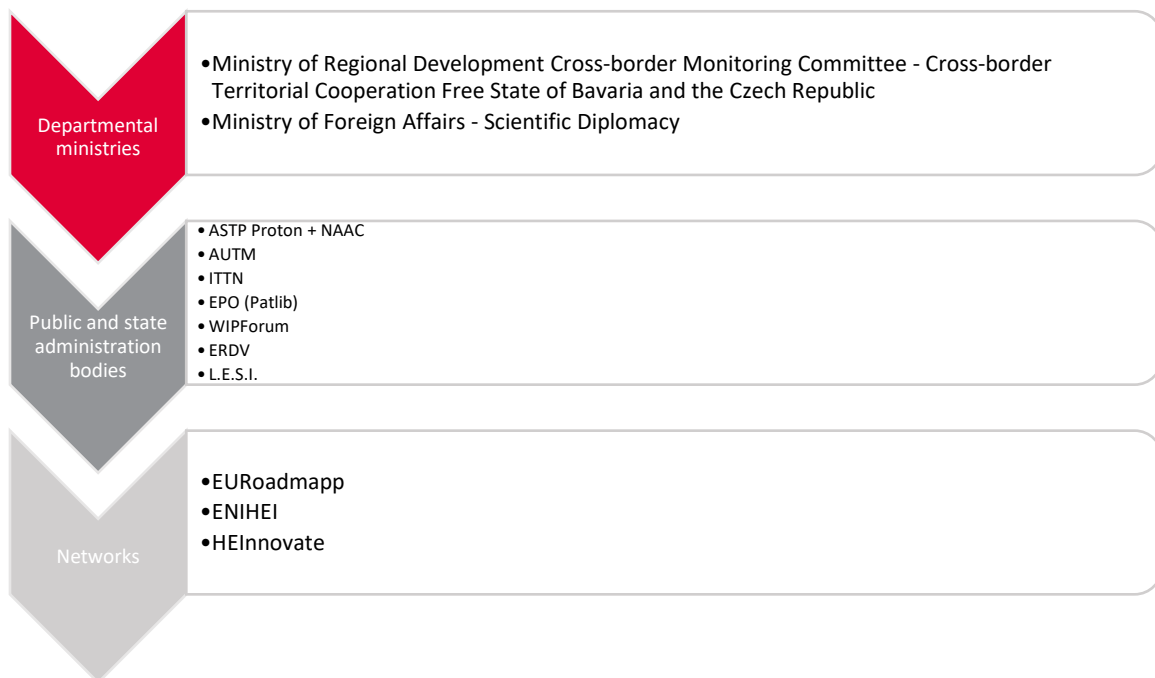 Departmental
ministries
•Ministry of Regional Development Cross-border Monitoring Committee - Cross-border
Territorial Cooperation Free State of Bavaria and the Czech Republic
•Ministry of Foreign Affairs - Scientific Diplomacy
Public and state
administration
bodies
• ASTP Proton + NAAC
• AUTM
• ITTN
• EPO (Patlib)
• WIPForum
• ERDV
• L.E.S.I.
Networks
•EURoadmapp
•ENIHEI
•HEInnovate